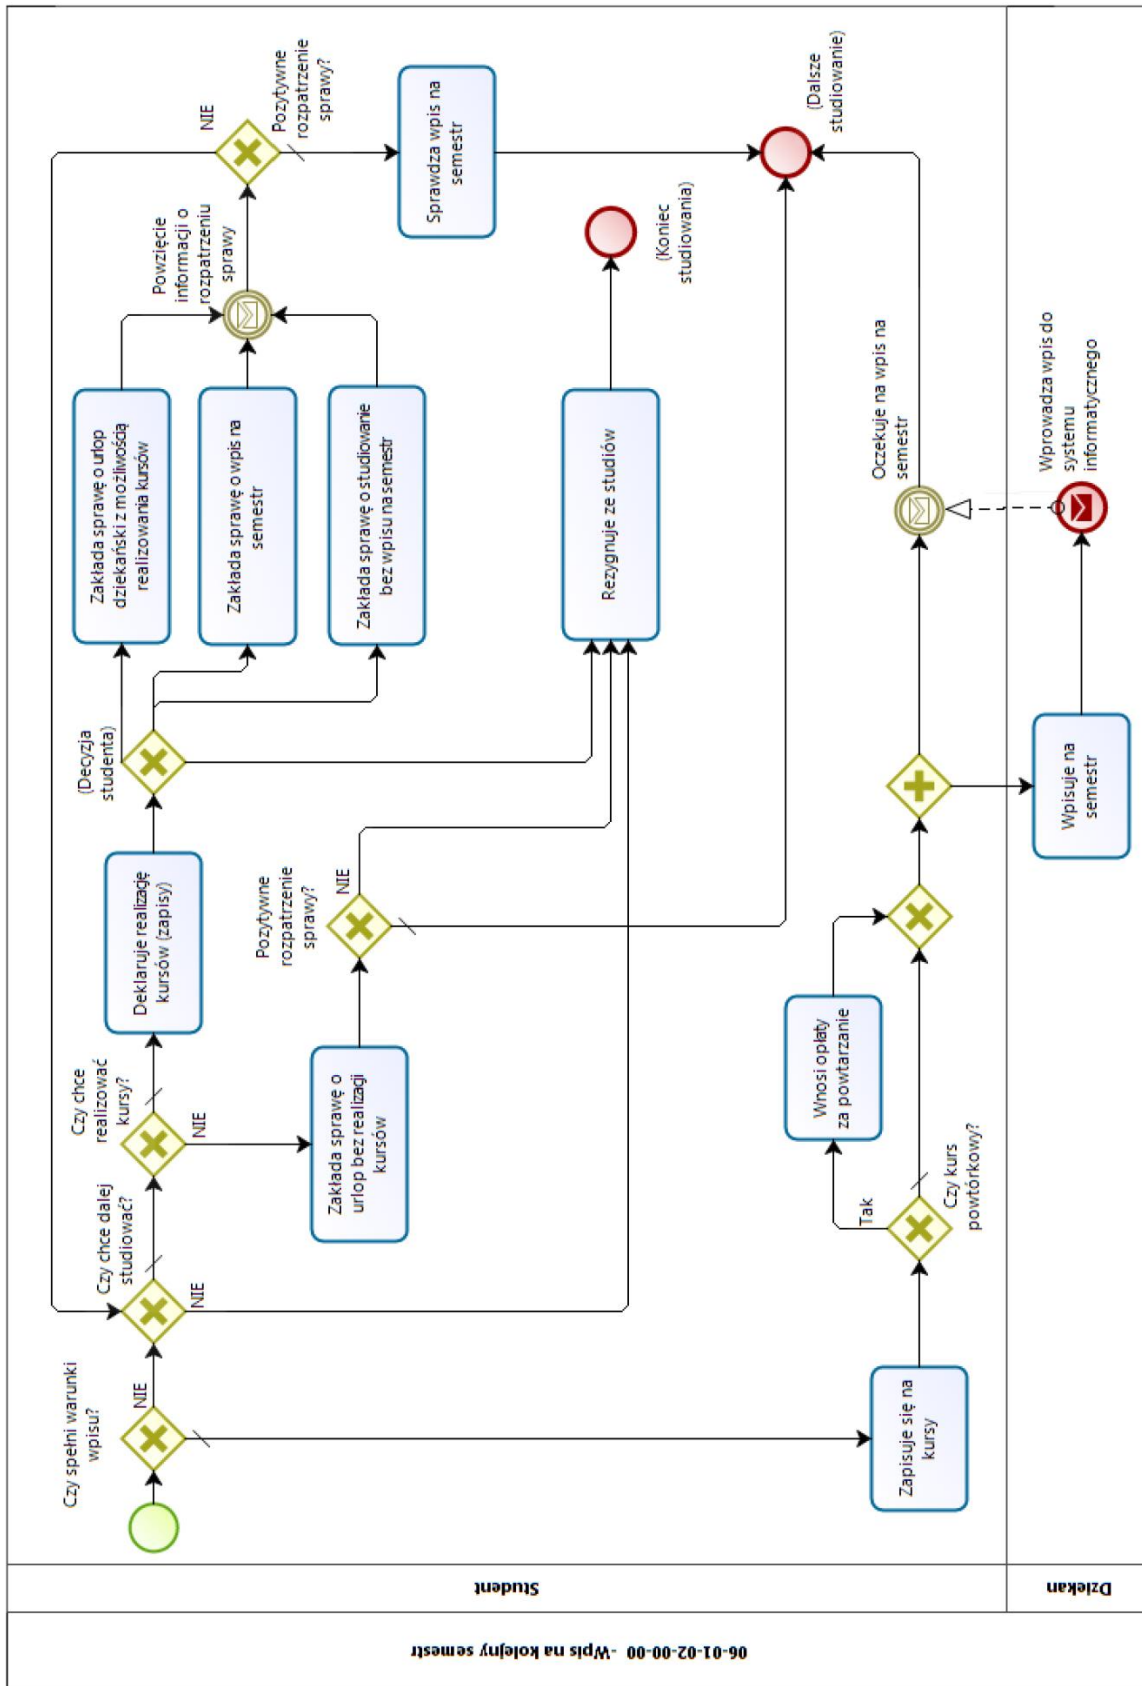 06-01-02-00-00 -Wpis na kolejny semestr
Student
Dziekan
Czy spełni warunki
wpisu?
NIE
Czy chce dalej
studiować?
NIE
Czy chce
realizować
kursy?
NIE
Deklaruje realizację
kursów (zapisy)
(Decyzja
studenta)
Zakłada sprawę o urlop
dziekański z możliwością
realizowania kursów
Zakłada sprawę o wpis na
semestr
Zakłada sprawę o studiowanie
bez wpisu na semestr
Powzięcie
informacji o
rozpatrzeniu
sprawy
NIE
Pozytywne
rozpatrzenie
sprawy?
Sprawdza wpis na
semestr
Zakłada sprawę o
urlop bez realizacji
kursów
Pozytywne
rozpatrzenie
sprawy?
NIE
Rezygnuje ze studiów
(Koniec
studiowania)
(Dalsze
studiowanie)
Zapisuje się na
kursy
Tak
Czy kurs
powtórkowy?
Wnosi opłaty
za powtarzanie
Oczekuje na wpis na
semestr
Wpisuje na
semestr
Wprowadza wpis do
systemu
informatycznego